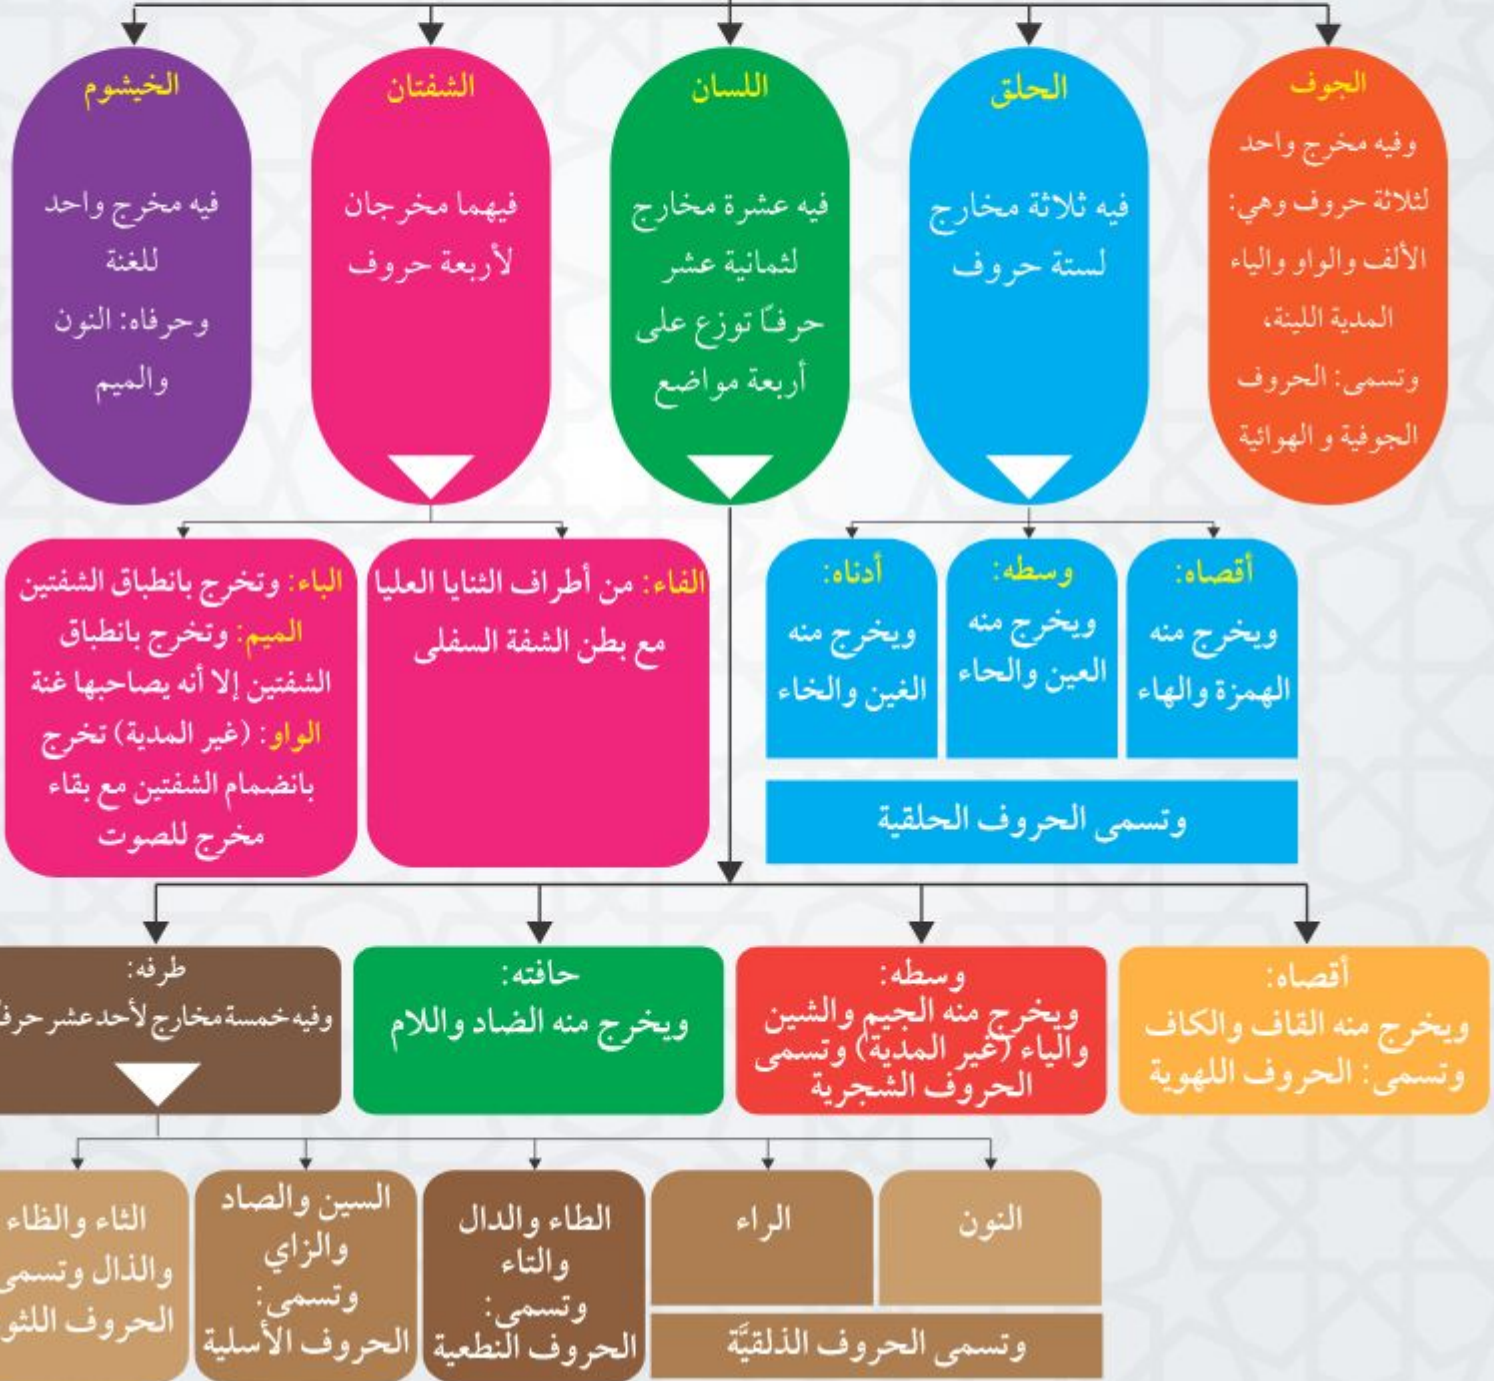 الجوف
وفيه مخرج واحد
لثلاثة حروف وهي:
الألف والواو والياء
المدية اللينة،
وتسمى: الحروف
الجوفية و الهوائية
الحلق
فيه ثلاثة مخارج
لستة حروف
اللسان
فيه عشرة مخارج
لثمانية عشر
حرفًا توزع على
أربعة مواضع
الشفتان
فيهما مخرجان
لأربعة حروف
الخيشوم
فيه مخرج واحد
للغنة
وحرفاه: النون
والميم
أقصاه:
ويخرج منه
الهمزة والهاء
وسطه:
ويخرج منه
العين والحاء
أدناه:
ويخرج منه
الغين والخاء
وتسمى الحروف الحلقية
الفاء: من أطراف الثنايا العليا
مع بطن الشفة السفلى
الباء: وتخرج بانطباق الشفتين
الميم: وتخرج بانطباق
الشفتين إلا أنه يصاحبها غنة
الواو: (غير المدية) تخرج
بانضمام الشفتين مع بقاء
مخرج للصوت
أقصاه:
ويخرج منه القاف والكاف
وتسمى: الحروف اللهوية
وسطه:
ويخرج منه الجيم والشين
والياء (غير المدية) وتسمى
الحروف الشجرية
حافته:
ويخرج منه الضاد واللام
طرفه:
وفيه خمسة مخارج لأحد عشر حرف
النون
الراء
وتسمى الحروف الذلقيَّة
الطاء والدال
والتاء
وتسمى:
الحروف النطعية
السين والصاد
والزاي
وتسمى:
الحروف الأسلية
الثاء والظاء
والذال وتسمى
الحروف اللثو